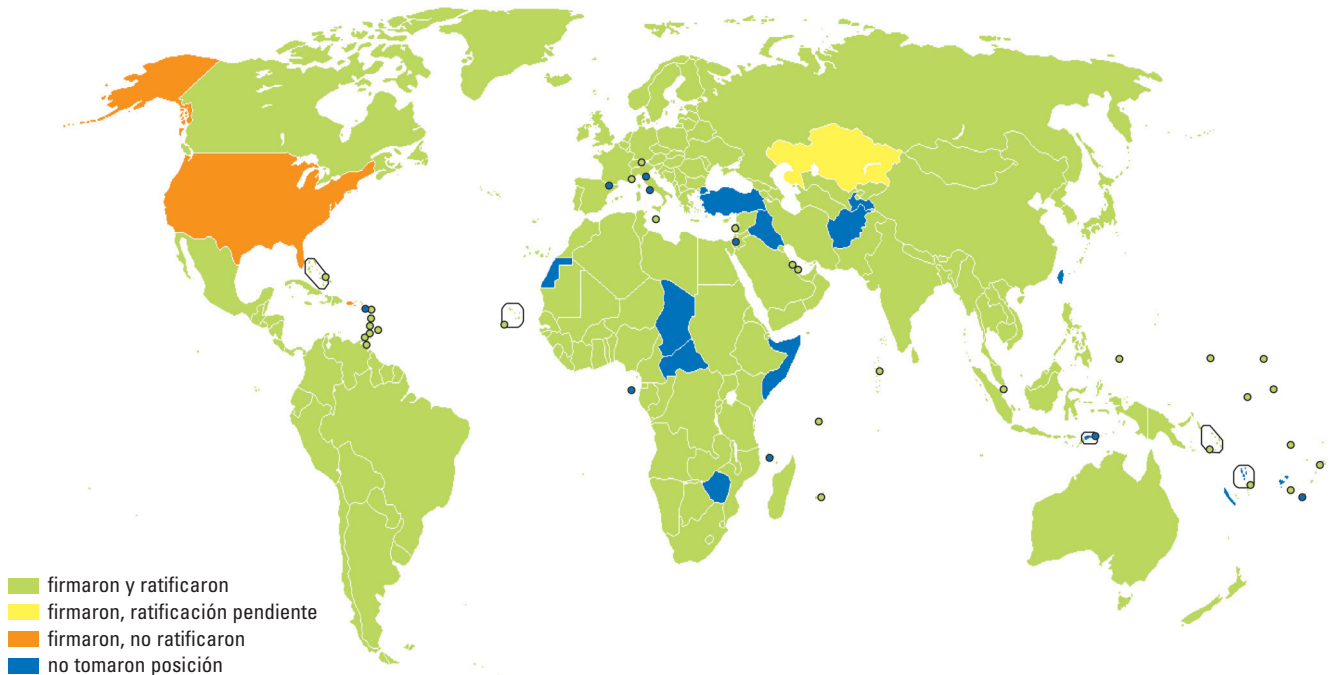 firmaron y ratificaron
firmaron, ratificación pendiente
firmaron, no ratificaron
no tomaron posición